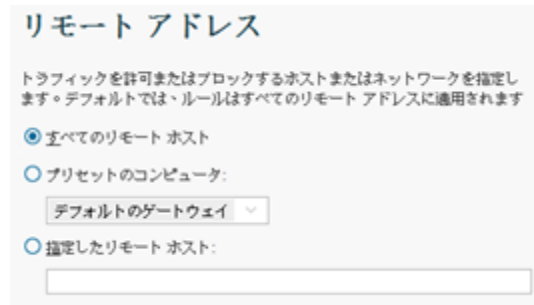 リモート アドレス
トラフィックを許可またはブロックするホストまたはネットワークを指定し
ます。デフォルトでは、ルールはすべてのリモート アドレスに適用されます
すべてのリモート ホスト
プリセットのコンピュータ:
デフォルトのゲートウェイ
指定したリモート ホスト: